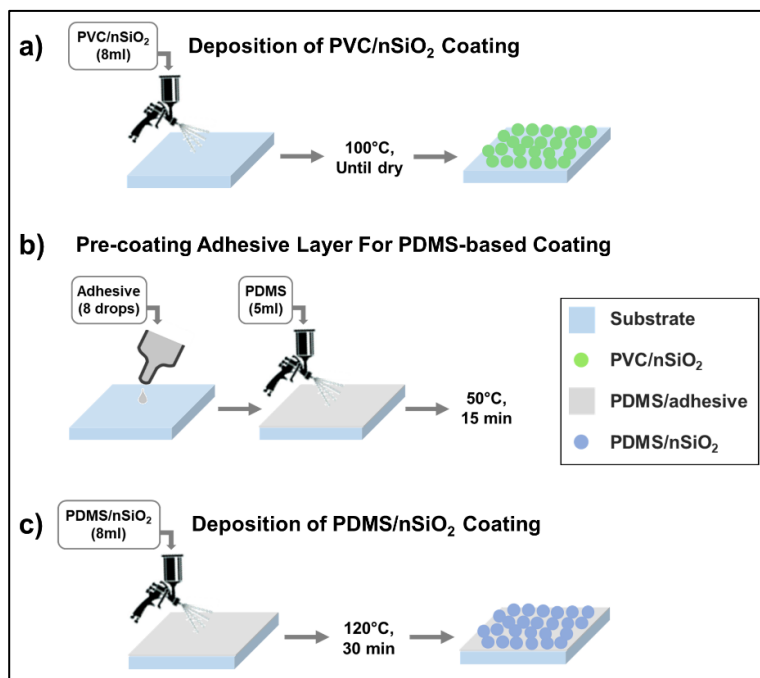 a)
PVC/nSiO₂
(8ml)
Deposition of PVC/nSiO₂ Coating
100°C,
Until dry
b)
Pre-coating Adhesive Layer For PDMS-based Coating
Adhesive
(8 drops)
PDMS
(5ml)
50°C,
15 min
Substrate
PVC/nSiO₂
PDMS/adhesive
PDMS/nSiO₂
c)
PDMS/nSiO₂
(8ml)
Deposition of PDMS/nSiO₂ Coating
120°C,
30 min